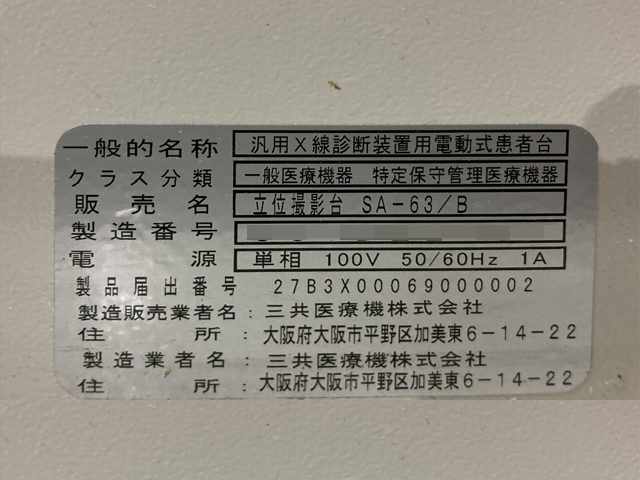 一般的名称 汎用X線診断装置用電動式患者台
クラス分類 一般医療機器 特定保守管理医療機器
販売名 立位撮影台 SA-63/B
製造番号
電源 単相 100V 50/60Hz 1A
製品届出番号 27B3X00069000002
製造販売業者名：三共医療機株式会社
住所：大阪府大阪市平野区加美東6-14-22
製造業者名：三共医療機株式会社
住所：大阪府大阪市平野区加美東6-14-22